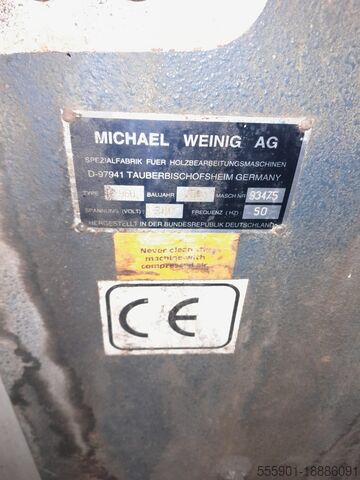 MICHAEL WEINIG AG
SPEZIALFABRIK FUER HOLZBEARBEITUNGSMASCHINEN
D-97941 TAUBERBISCHOFSHEIM GERMANY
TYPE BAUJAHR MASCH NR 93475
SPANNUNG (VOLT) FREQUENZ (HZ) 50
HERGESTELLT IN DER BUNDESREPUBLIK DEUTSCHLAND
Never clean
machine with
compressed air
CE
555901-18886091